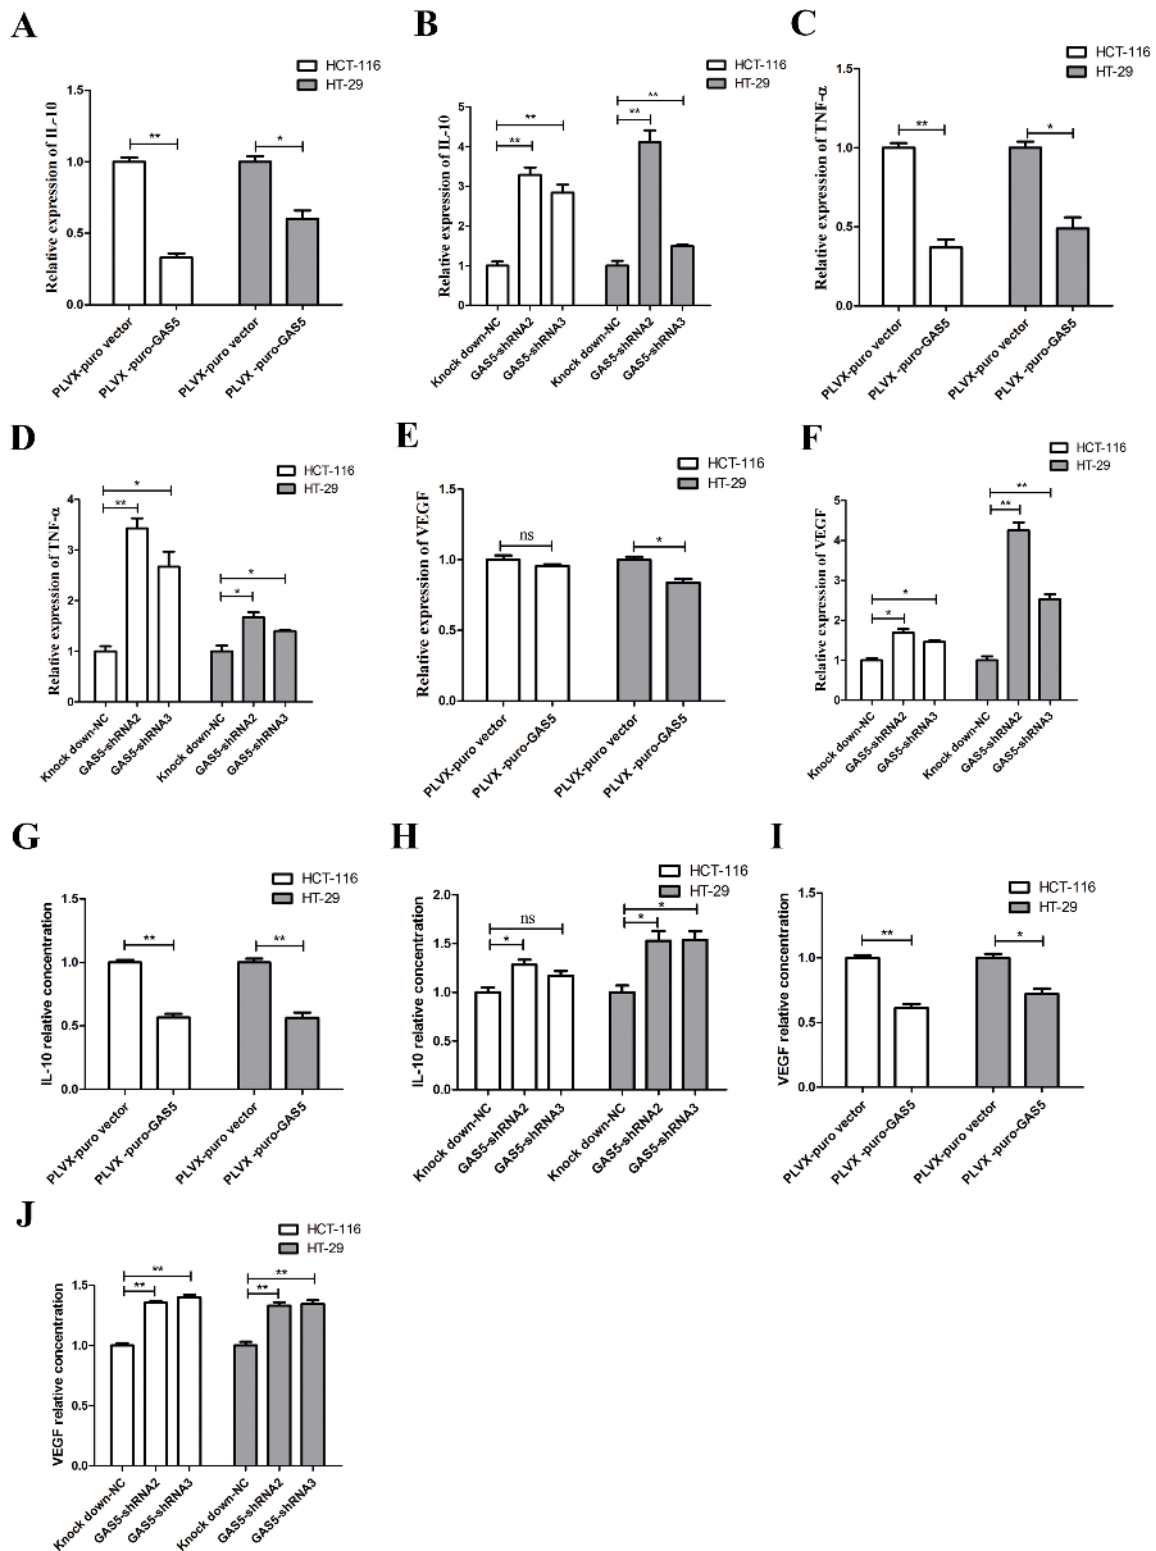 A
HCT-116
HT-29
Relative expression of IL-10
1.5
1.0
0.5
0.0
**
*
PLVX-puro vector
PLVX -puro-GAS5
PLVX-puro vector
PLVX -puro-GAS5
B
HCT-116
HT-29
Relative expression of IL-10
5
4
3
2
1
0
**
**
**
**
Knock down-NC
GAS5-shRNA2
GAS5-shRNA3
Knock down-NC
GAS5-shRNA2
GAS5-shRNA3
C
HCT-116
HT-29
Relative expression of TNF-α
1.5
1.0
0.5
0.0
**
*
PLVX-puro vector
PLVX -puro-GAS5
PLVX-puro vector
PLVX -puro-GAS5
D
HCT-116
HT-29
Relative expression of TNF-α
4
3
2
1
0
*
**
*
*
Knock down-NC
GAS5-shRNA2
GAS5-shRNA3
Knock down-NC
GAS5-shRNA2
GAS5-shRNA3
E
HCT-116
HT-29
Relative expression of VEGF
1.5
1.0
0.5
0.0
ns
*
PLVX-puro vector
PLVX -puro-GAS5
PLVX-puro vector
PLVX -puro-GAS5
F
HCT-116
HT-29
Relative expression of VEGF
5
4
3
2
1
0
*
*
**
**
Knock down-NC
GAS5-shRNA2
GAS5-shRNA3
Knock down-NC
GAS5-shRNA2
GAS5-shRNA3
G
HCT-116
HT-29
IL-10 relative concentration
1.5
1.0
0.5
0.0
**
**
PLVX-puro vector
PLVX -puro-GAS5
PLVX-puro vector
PLVX -puro-GAS5
H
HCT-116
HT-29
IL-10 relative concentration
2.0
1.5
1.0
0.5
0.0
ns
*
*
*
Knock down-NC
GAS5-shRNA2
GAS5-shRNA3
Knock down-NC
GAS5-shRNA2
GAS5-shRNA3
I
HCT-116
HT-29
VEGF relative concentration
1.5
1.0
0.5
0.0
**
*
PLVX-puro vector
PLVX -puro-GAS5
PLVX-puro vector
PLVX -puro-GAS5
J
HCT-116
HT-29
VEGF relative concentration
1.5
1.0
0.5
0.0
**
**
**
**
Knock down-NC
GAS5-shRNA2
GAS5-shRNA3
Knock down-NC
GAS5-shRNA2
GAS5-shRNA3